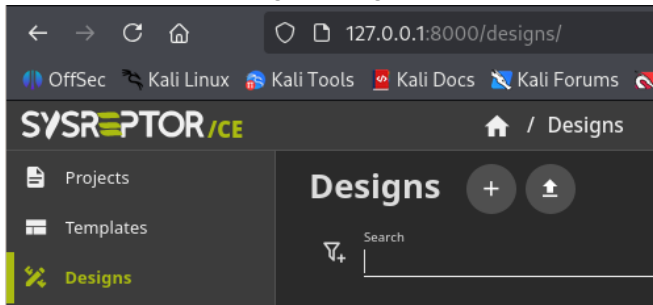 127.0.0.1:8000/designs/
OffSec Kali Linux Kali Tools Kali Docs Kali Forums
SYSREPTOR/CE / Designs
Projects
Designs
Templates
Search
Designs